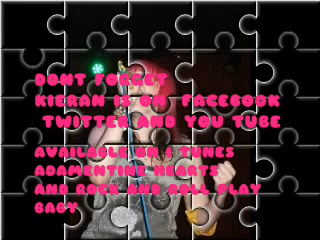 DONT FORGET
KIERAN IS ON FACEBOOK
TWITTER AND YOU TUBE
AVAILABLE ON I TUNES
ADAMENTINE HEARTS
AND ROCK AND ROLL PLAY
BABY